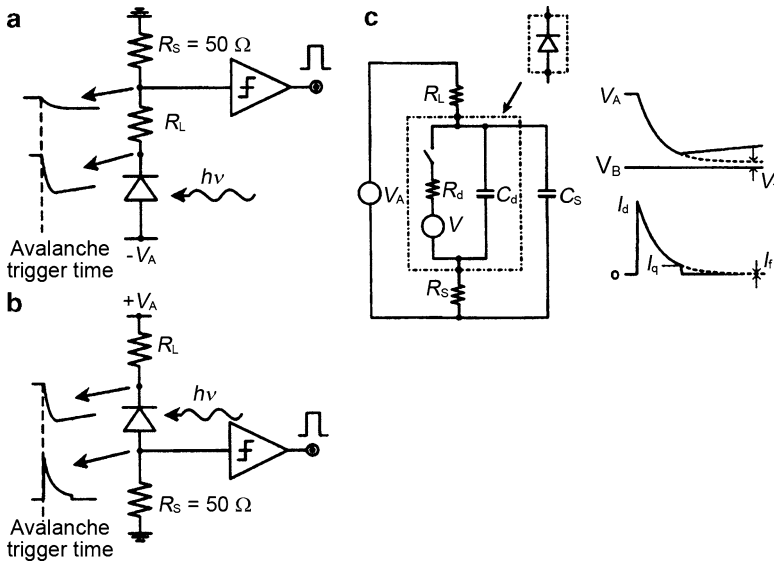 a
R_S = 50 Ω
R_L
hν
Avalanche
trigger time
-V_A
b
+V_A
R_L
hν
R_S = 50 Ω
Avalanche
trigger time
c
R_L
V_A
R_d
V
C_d
C_S
R_S
V_A
V_B
I_d
I_q
I_f
o